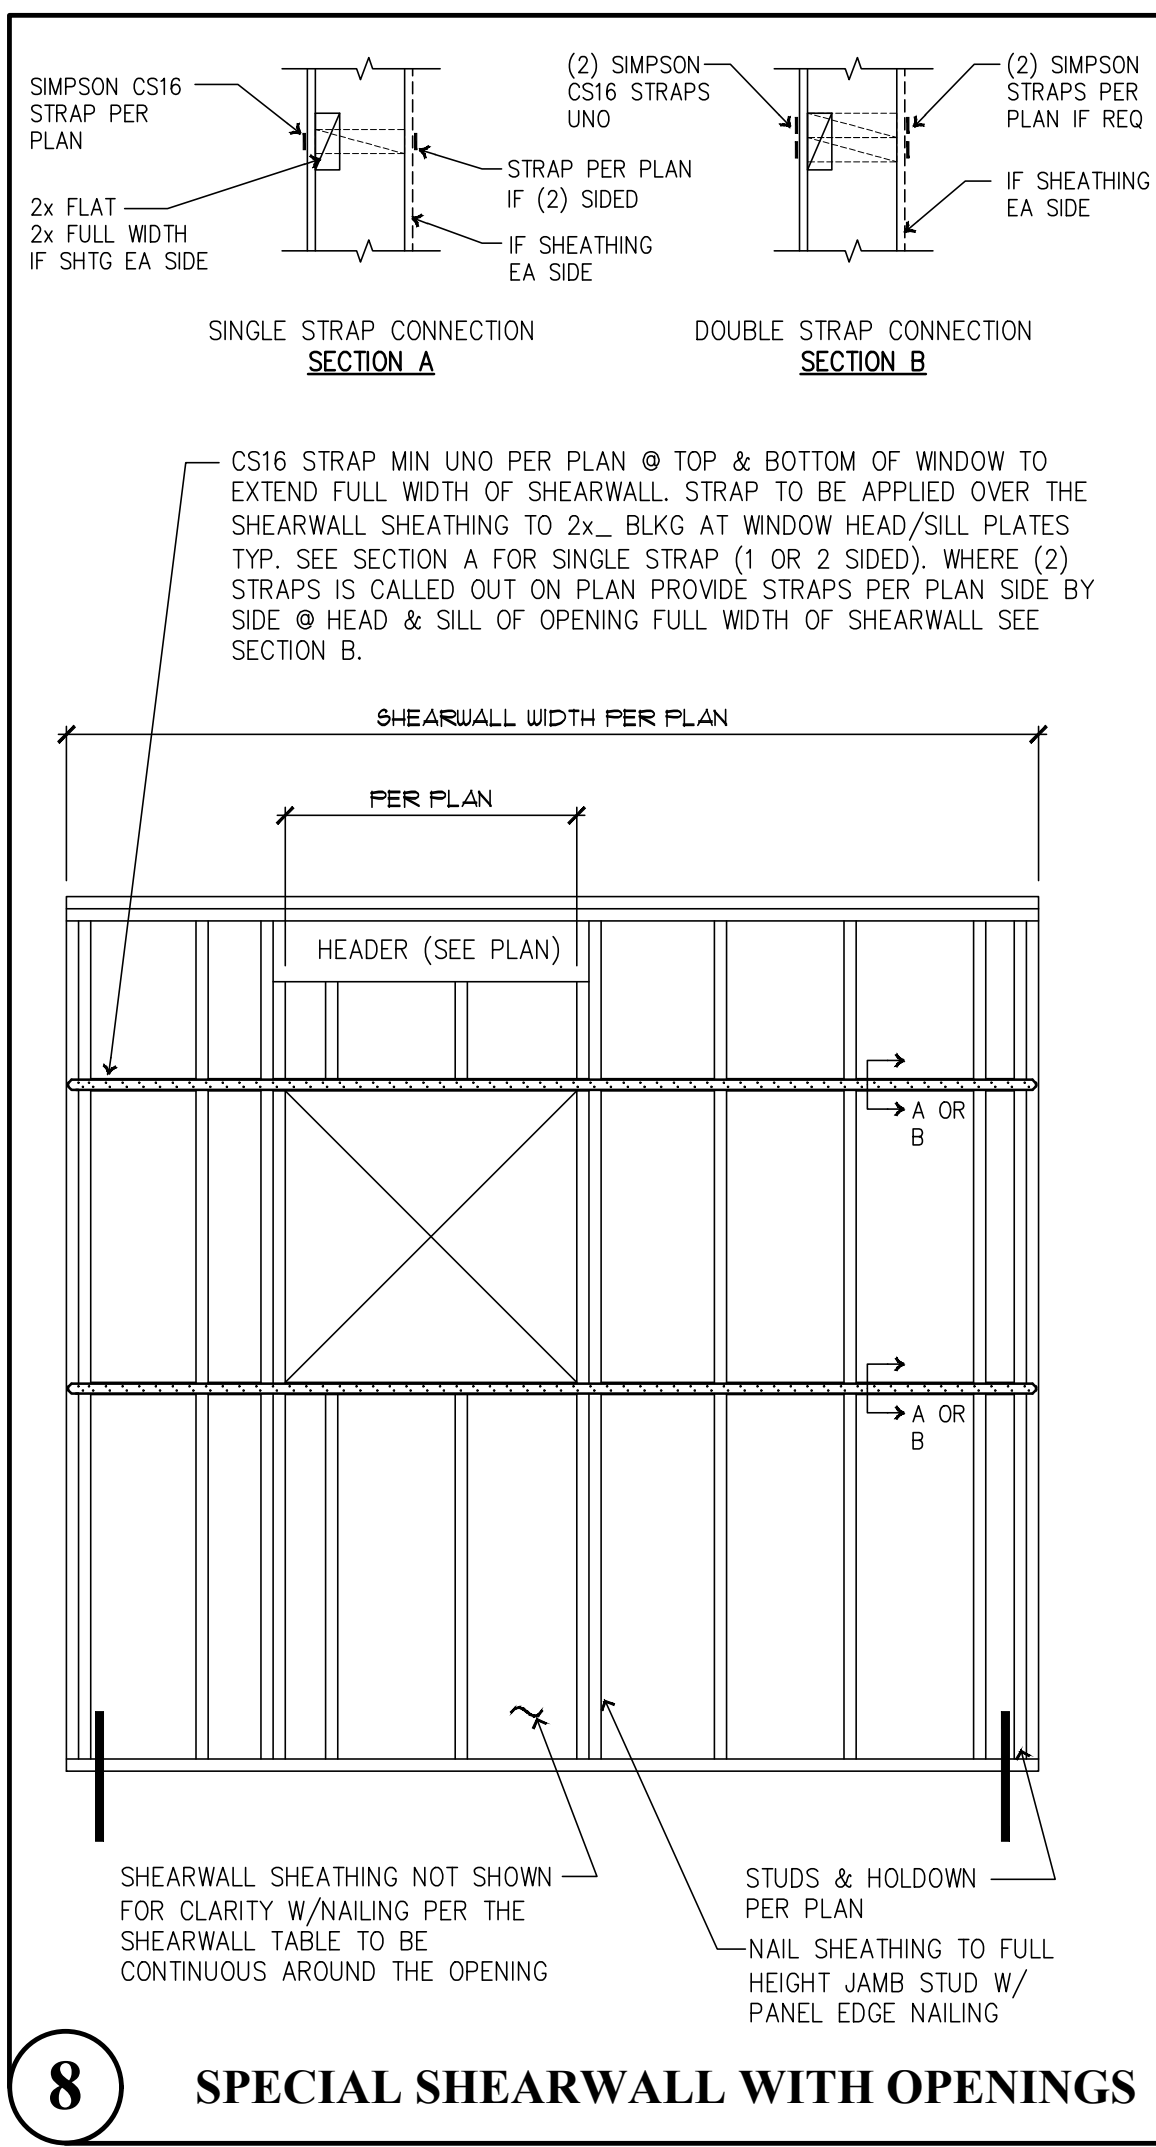 SIMPSON CS16
STRAP PER
PLAN
2x FLAT
2x FULL WIDTH
IF SHTG EA SIDE
STRAP PER PLAN
IF (2) SIDED
IF SHEATHING
EA SIDE
SINGLE STRAP CONNECTION
SECTION A
(2) SIMPSON
CS16 STRAPS
UNO
(2) SIMPSON
STRAPS PER
PLAN IF REQ
IF SHEATHING
EA SIDE
DOUBLE STRAP CONNECTION
SECTION B
CS16 STRAP MIN UNO PER PLAN @ TOP & BOTTOM OF WINDOW TO
EXTEND FULL WIDTH OF SHEARWALL. STRAP TO BE APPLIED OVER THE
SHEARWALL SHEATHING TO 2x_ BLKG AT WINDOW HEAD/SILL PLATES
TYP. SEE SECTION A FOR SINGLE STRAP (1 OR 2 SIDED). WHERE (2)
STRAPS IS CALLED OUT ON PLAN PROVIDE STRAPS PER PLAN SIDE BY
SIDE @ HEAD & SILL OF OPENING FULL WIDTH OF SHEARWALL SEE
SECTION B.
SHEARWALL WIDTH PER PLAN
PER PLAN
HEADER (SEE PLAN)
A OR
B
A OR
B
SHEARWALL SHEATHING NOT SHOWN
FOR CLARITY W/NAILING PER THE
SHEARWALL TABLE TO BE
CONTINUOUS AROUND THE OPENING
STUDS & HOLDOWN
PER PLAN
NAIL SHEATHING TO FULL
HEIGHT JAMB STUD W/
PANEL EDGE NAILING
8
SPECIAL SHEARWALL WITH OPENINGS